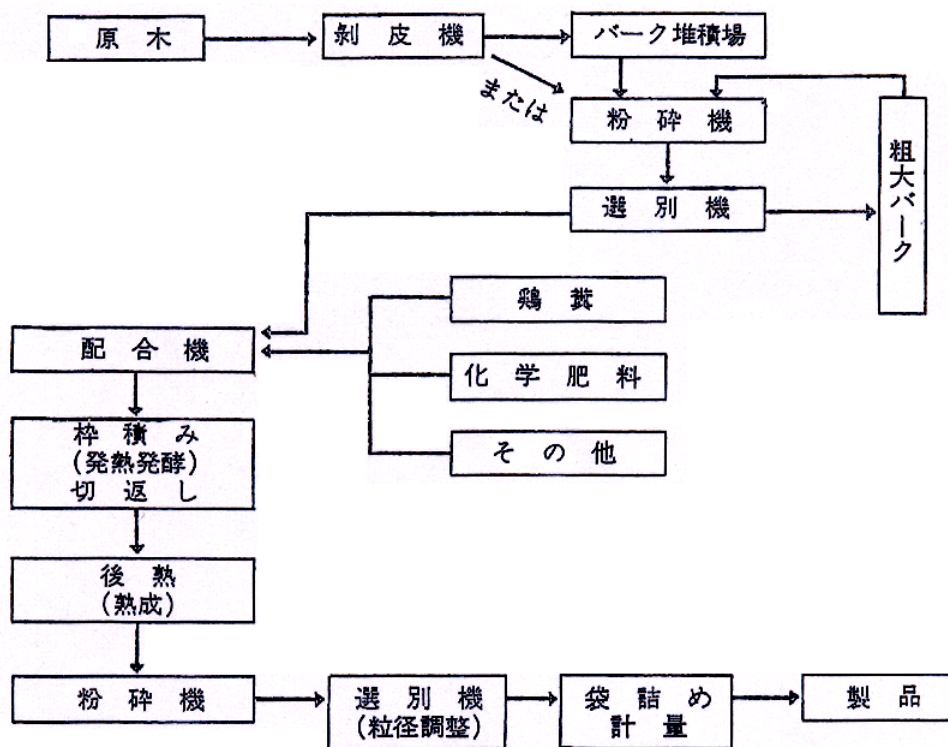 原木
剝皮機
バーク堆積場
または
粉砕機
粗大バーク
選別機
鶏糞
配合機
化学肥料
枠積み
(発熱発酵)
切返し
その他
後熟
(熟成)
粉砕機
選別機
(粒径調整)
袋詰め
計量
製品